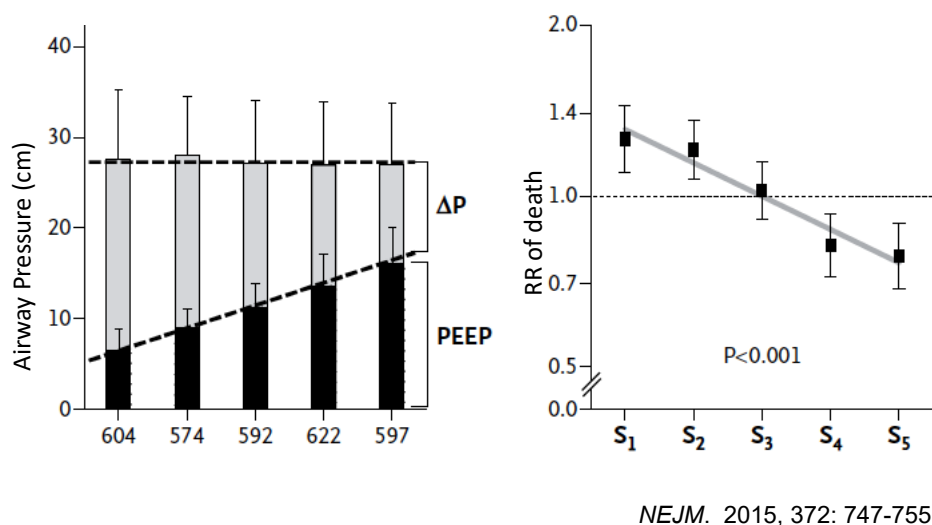 Airway Pressure (cm)
40
30
20
10
0
604 574 592 622 597
ΔP
PEEP
RR of death
2.0
1.4
1.0
0.7
0.5
0.0
P<0.001
S1 S2 S3 S4 S5
NEJM. 2015, 372: 747-755